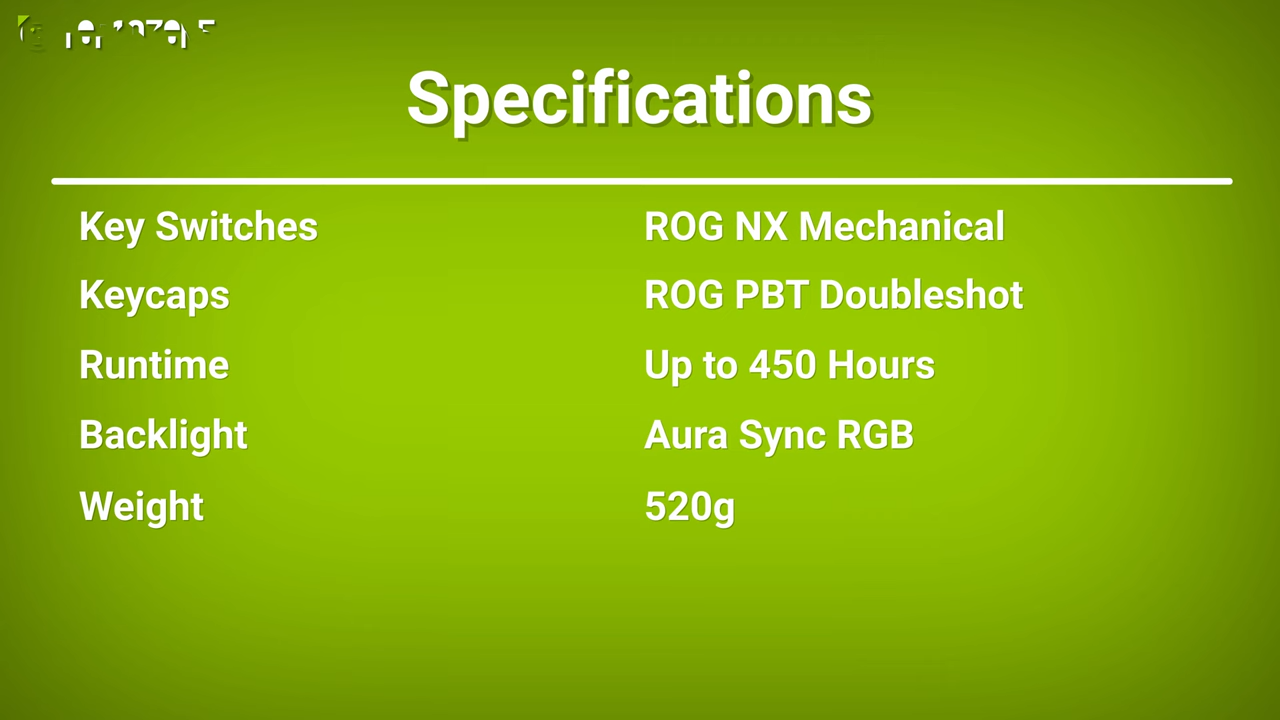 Specifications
Key Switches ROG NX Mechanical
Keycaps ROG PBT Doubleshot
Runtime Up to 450 Hours
Backlight Aura Sync RGB
Weight 520g